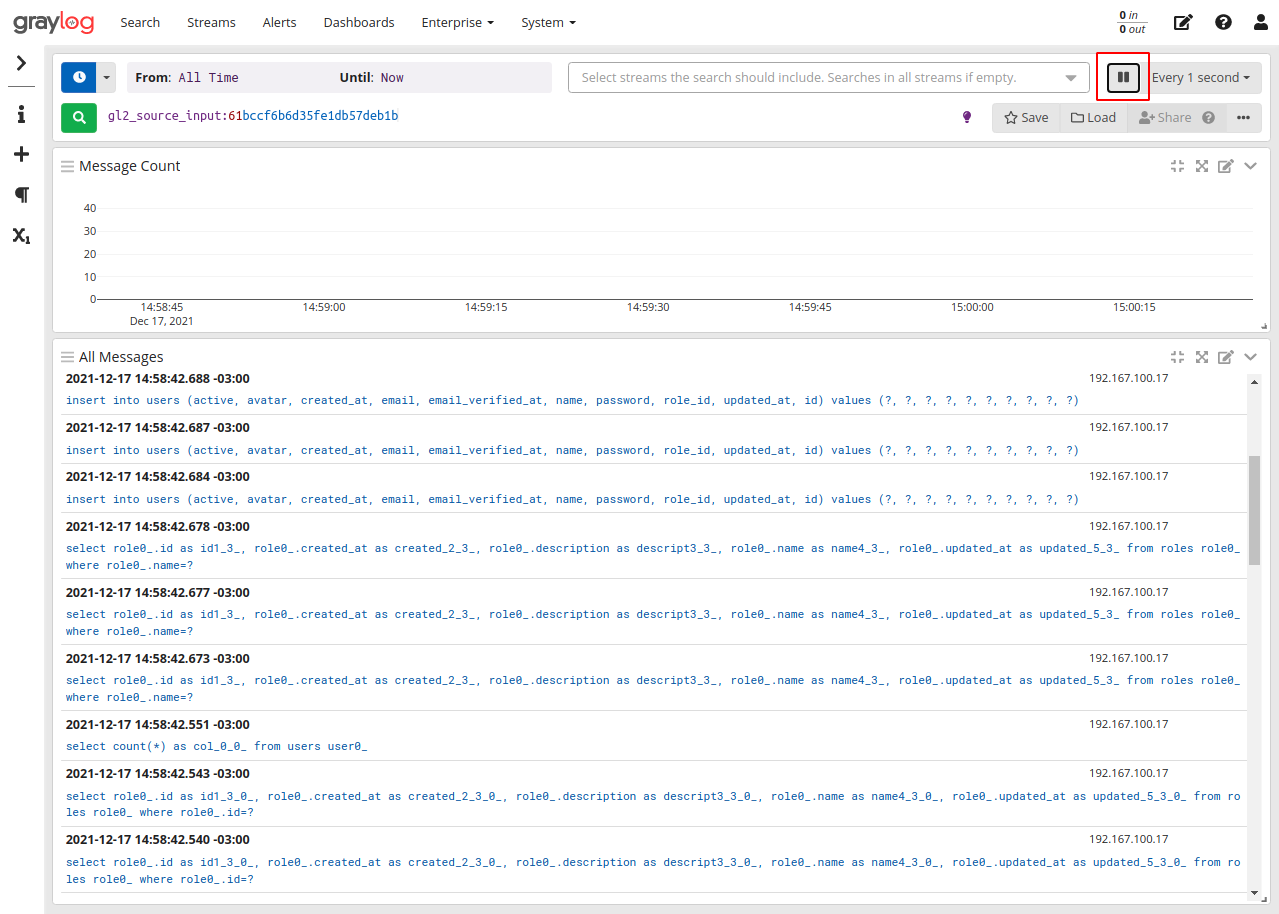 graylog Search Streams Alerts Dashboards Enterprise System 0 in
0 out
From: All Time Until: Now Select streams the search should include. Searches in all streams if empty. Every 1 second
gl2_source_input:61bccf6b6d35fe1db57deb1b Save Load Share
Message Count
40
30
20
10
0
14:58:45 14:59:00 14:59:15 14:59:30 14:59:45 15:00:00 15:00:15
Dec 17, 2021
All Messages
2021-12-17 14:58:42.688 -03:00 192.167.100.17
insert into users (active, avatar, created_at, email, email_verified_at, name, password, role_id, updated_at, id) values (?, ?, ?, ?, ?, ?, ?, ?, ?, ?)
2021-12-17 14:58:42.687 -03:00 192.167.100.17
insert into users (active, avatar, created_at, email, email_verified_at, name, password, role_id, updated_at, id) values (?, ?, ?, ?, ?, ?, ?, ?, ?, ?)
2021-12-17 14:58:42.684 -03:00 192.167.100.17
insert into users (active, avatar, created_at, email, email_verified_at, name, password, role_id, updated_at, id) values (?, ?, ?, ?, ?, ?, ?, ?, ?, ?)
2021-12-17 14:58:42.678 -03:00 192.167.100.17
select role0_.id as id1_3_, role0_.created_at as created_2_3_, role0_.description as descript3_3_, role0_.name as name4_3_, role0_.updated_at as updated_5_3_ from roles role0_
where role0_.name=?
2021-12-17 14:58:42.677 -03:00 192.167.100.17
select role0_.id as id1_3_, role0_.created_at as created_2_3_, role0_.description as descript3_3_, role0_.name as name4_3_, role0_.updated_at as updated_5_3_ from roles role0_
where role0_.name=?
2021-12-17 14:58:42.673 -03:00 192.167.100.17
select role0_.id as id1_3_, role0_.created_at as created_2_3_, role0_.description as descript3_3_, role0_.name as name4_3_, role0_.updated_at as updated_5_3_ from roles role0_
where role0_.name=?
2021-12-17 14:58:42.551 -03:00 192.167.100.17
select count(*) as col_0_0_ from users user0_
2021-12-17 14:58:42.543 -03:00 192.167.100.17
select role0_.id as id1_3_0_, role0_.created_at as created_2_3_0_, role0_.description as descript3_3_0_, role0_.name as name4_3_0_, role0_.updated_at as updated_5_3_0_ from ro
les role0_ where role0_.id=?
2021-12-17 14:58:42.540 -03:00 192.167.100.17
select role0_.id as id1_3_0_, role0_.created_at as created_2_3_0_, role0_.description as descript3_3_0_, role0_.name as name4_3_0_, role0_.updated_at as updated_5_3_0_ from ro
les role0_ where role0_.id=?